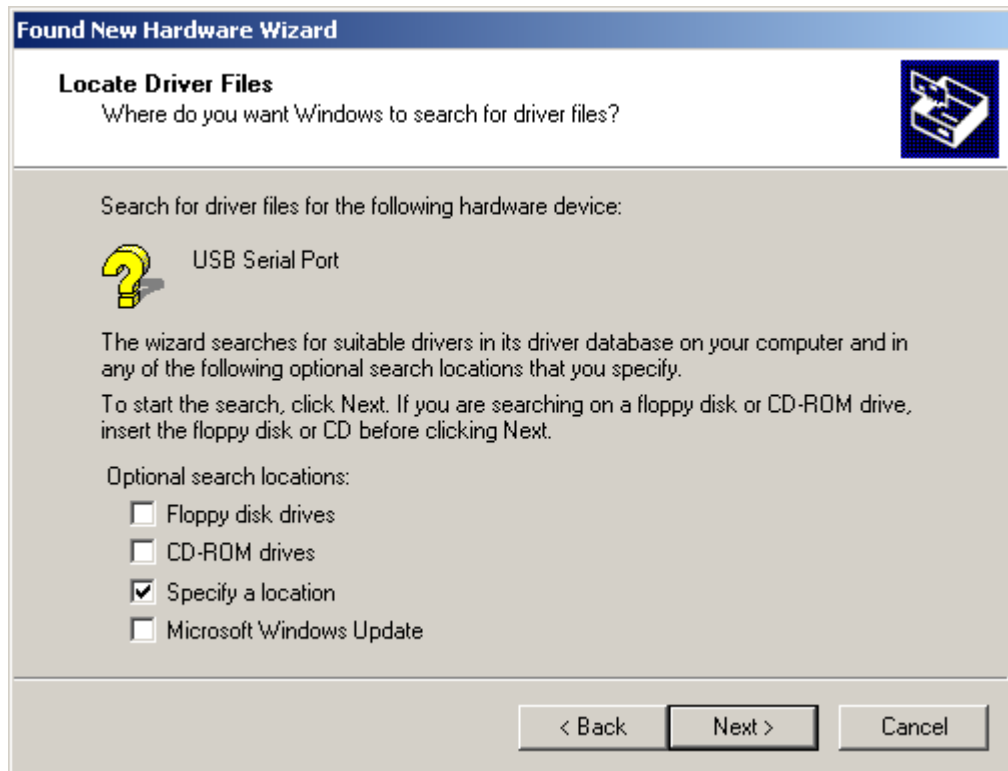 Found New Hardware Wizard
Locate Driver Files
Where do you want Windows to search for driver files?
Search for driver files for the following hardware device:
USB Serial Port
The wizard searches for suitable drivers in its driver database on your computer and in
any of the following optional search locations that you specify.
To start the search, click Next. If you are searching on a floppy disk or CD-ROM drive,
insert the floppy disk or CD before clicking Next.
Optional search locations:
Floppy disk drives
CD-ROM drives
Specify a location
Microsoft Windows Update
< Back
Next >
Cancel